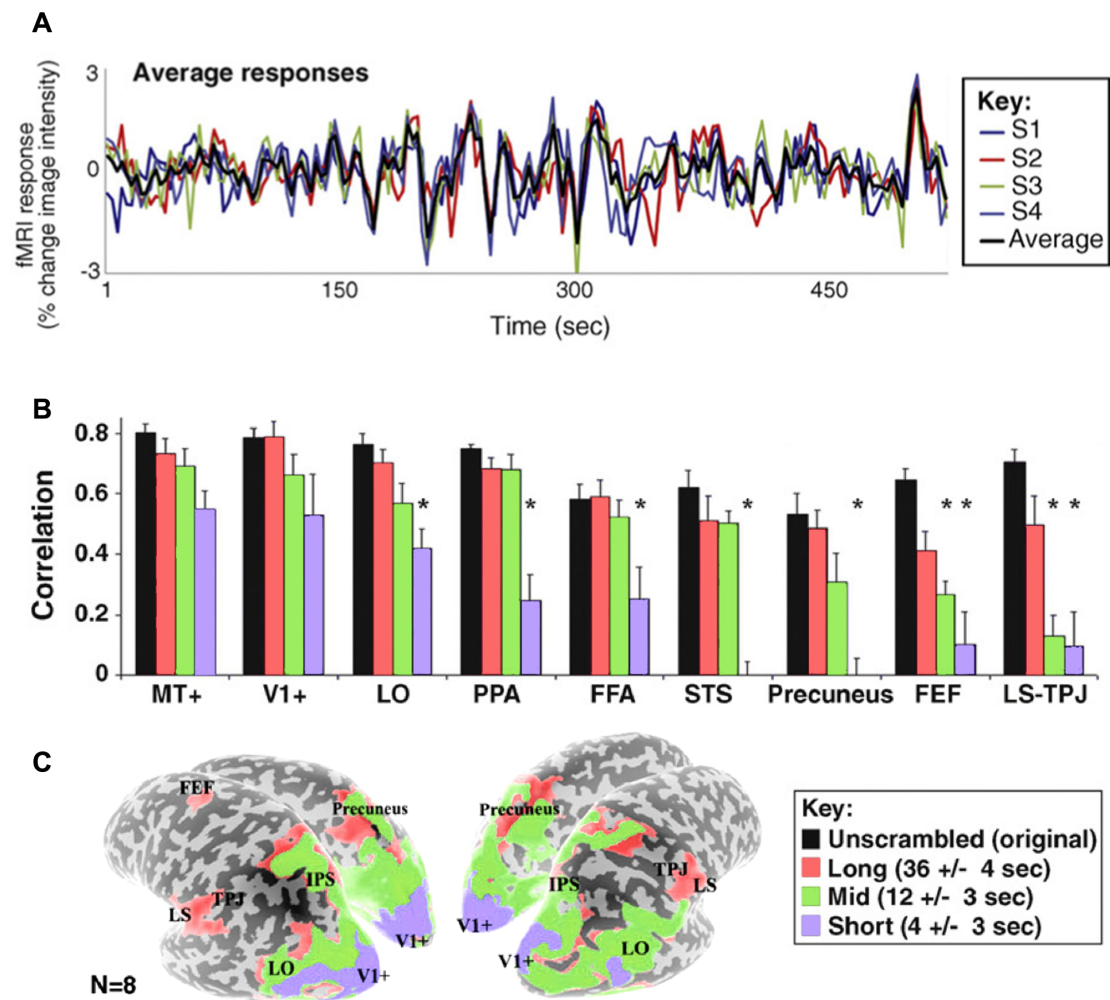 A
Average responses
fMRI response
(% change image intensity)
3
0
-3
1 150 300 450
Time (sec)
Key:
S1
S2
S3
S4
Average
B
Correlation
0.8
0.6
0.4
0.2
0
* * * * * * * * *
MT+ V1+ LO PPA FFA STS Precuneus FEF LS-TPJ
C
FEF
Precuneus
IPS
TPJ
LS
V1+
LO
V1+
N=8
Precuneus
IPS
TPJ
LS
V1+
LO
V1+
Key:
Unscrambled (original)
Long (36 +/- 4 sec)
Mid (12 +/- 3 sec)
Short (4 +/- 3 sec)